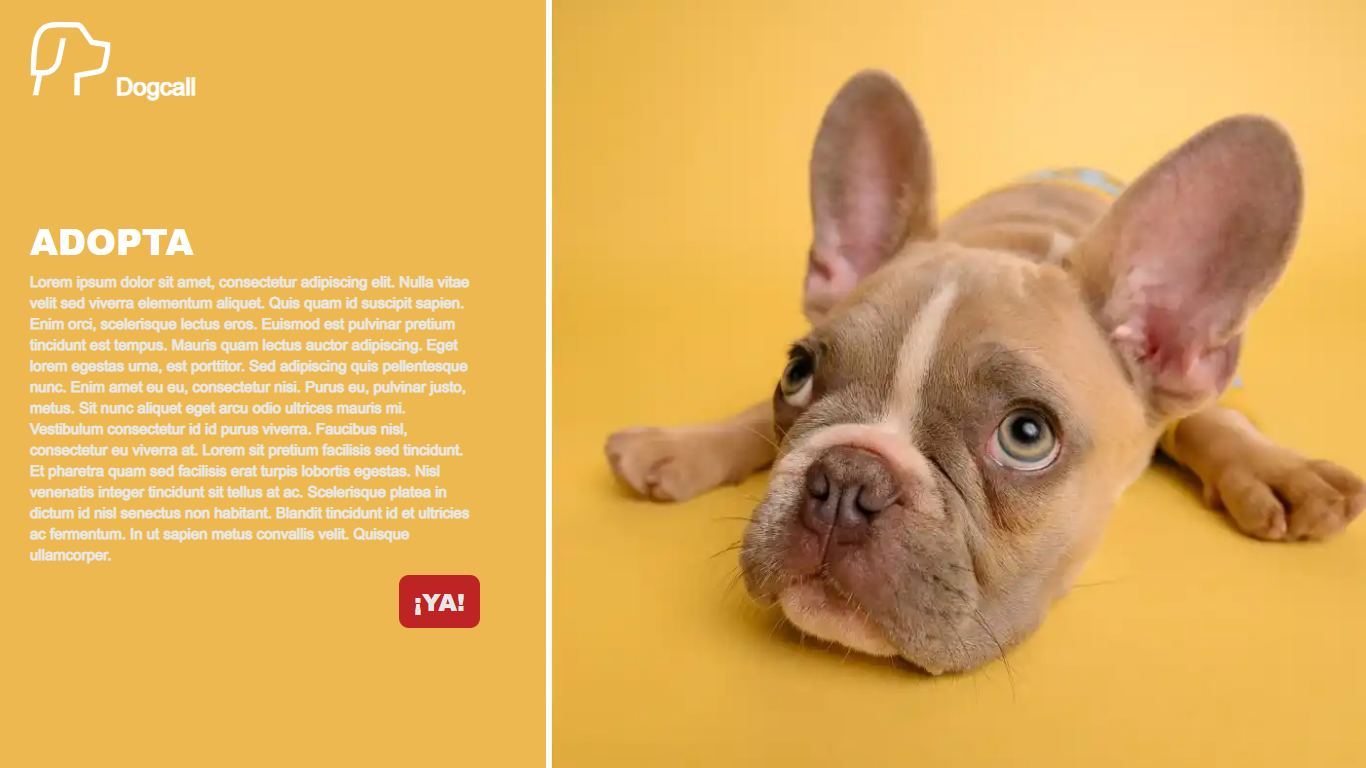 Dogcall
ADOPTA
Lorem ipsum dolor sit amet, consectetur adipiscing elit. Nulla vitae
velit sed viverra elementum aliquet. Quis quam id suscipit sapien.
Enim orci, scelerisque lectus eros. Euismod est pulvinar pretium
tincidunt est tempus. Mauris quam lectus auctor adipiscing. Eget
lorem egestas urna, est porttitor. Sed adipiscing quis pellentesque
nunc. Enim amet eu eu, consectetur nisi. Purus eu, pulvinar justo,
metus. Sit nunc aliquet eget arcu odio ultrices mauris mi.
Vestibulum consectetur id id purus viverra. Faucibus nisl,
consectetur eu viverra at. Lorem sit pretium facilisis sed tincidunt.
Et pharetra quam sed facilisis erat turpis lobortis egestas. Nisl
venenatis integer tincidunt sit tellus at ac. Scelerisque platea in
dictum id nisl senectus non habitant. Blandit tincidunt id et ultricies
ac fermentum. In ut sapien metus convallis velit. Quisque
ullamcorper.
¡YA!